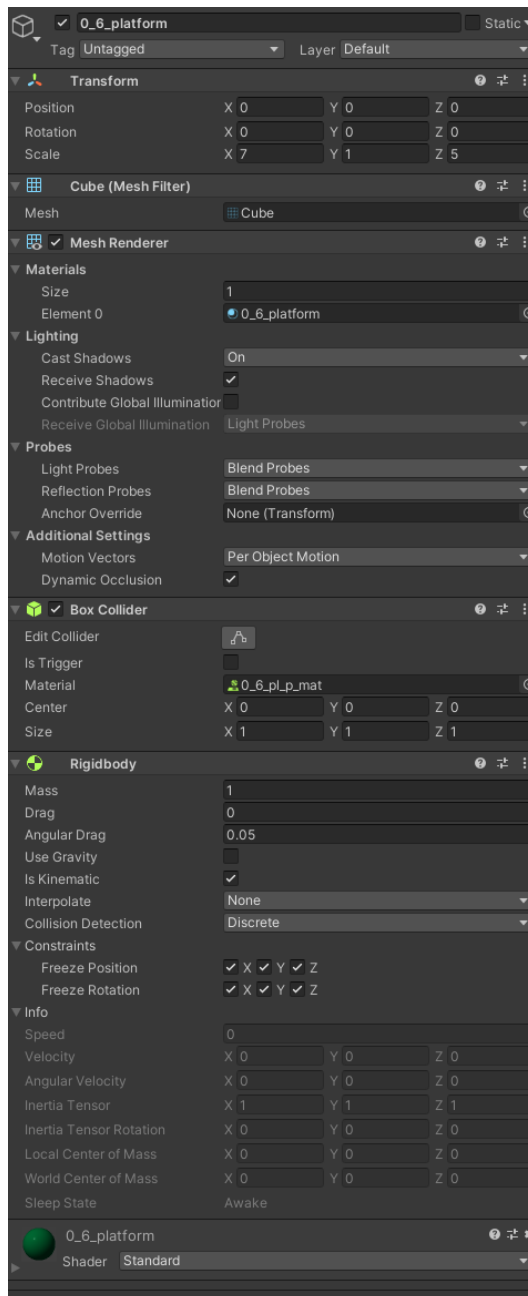 0_6_platform Static
Tag Untagged Layer Default
Transform
Position X 0 Y 0 Z 0
Rotation X 0 Y 0 Z 0
Scale X 7 Y 1 Z 5
Cube (Mesh Filter)
Mesh Cube
Mesh Renderer
Materials
Size 1
Element 0 0_6_platform
Lighting
Cast Shadows On
Receive Shadows
Contribute Global Illumination
Receive Global Illumination Light Probes
Probes
Light Probes Blend Probes
Reflection Probes Blend Probes
Anchor Override None (Transform)
Additional Settings
Motion Vectors Per Object Motion
Dynamic Occlusion
Box Collider
Edit Collider
Is Trigger
Material 0_6_pl_p_mat
Center X 0 Y 0 Z 0
Size X 1 Y 1 Z 1
Rigidbody
Mass 1
Drag 0
Angular Drag 0.05
Use Gravity
Is Kinematic
Interpolate None
Collision Detection Discrete
Constraints
Freeze Position X Y Z
Freeze Rotation X Y Z
Info
Speed 0
Velocity X 0 Y 0 Z 0
Angular Velocity X 0 Y 0 Z 0
Inertia Tensor X 1 Y 1 Z 1
Inertia Tensor Rotation X 0 Y 0 Z 0
Local Center of Mass X 0 Y 0 Z 0
World Center of Mass X 0 Y 0 Z 0
Sleep State Awake
0_6_platform
Shader Standard